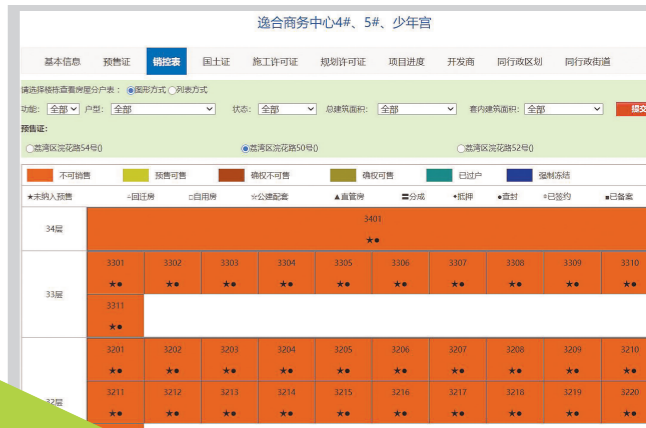 逸合商务中心4#、5#、少年宫
基本信息 预售证 销控表 国土证 施工许可证 规划许可证 项目进度 开发商 同行政区划 同行政街道
请选择楼栋查看房屋分户表： 图形方式 列表方式
功能： 全部 户型： 全部 状态： 全部 总建筑面积： 全部 套内建筑面积： 全部 提交
预售证：
荔湾区浣花路54号() 荔湾区浣花路50号() 荔湾区浣花路52号()
不可销售 预售可售 确权不可售 确权可售 已过户 强制冻结
★未纳入预售 ÷回迁房 □自用房 ☆公建配套 ▲直管房 〓分成 ✦抵押 ●查封 ÷已签约 ■已备案
34层 3401
★●
3301 3302 3303 3304 3305 3306 3307 3308 3309 3310
★● ★● ★● ★● ★● ★● ★● ★● ★● ★●
33层
3311
★●
3201 3202 3203 3204 3205 3206 3207 3208 3209 3210
★● ★● ★● ★● ★● ★● ★● ★● ★● ★●
32层 3211 3212 3213 3214 3215 3216 3217 3218 3219 3220
★● ★● ★● ★● ★● ★● ★● ★● ★● ★●